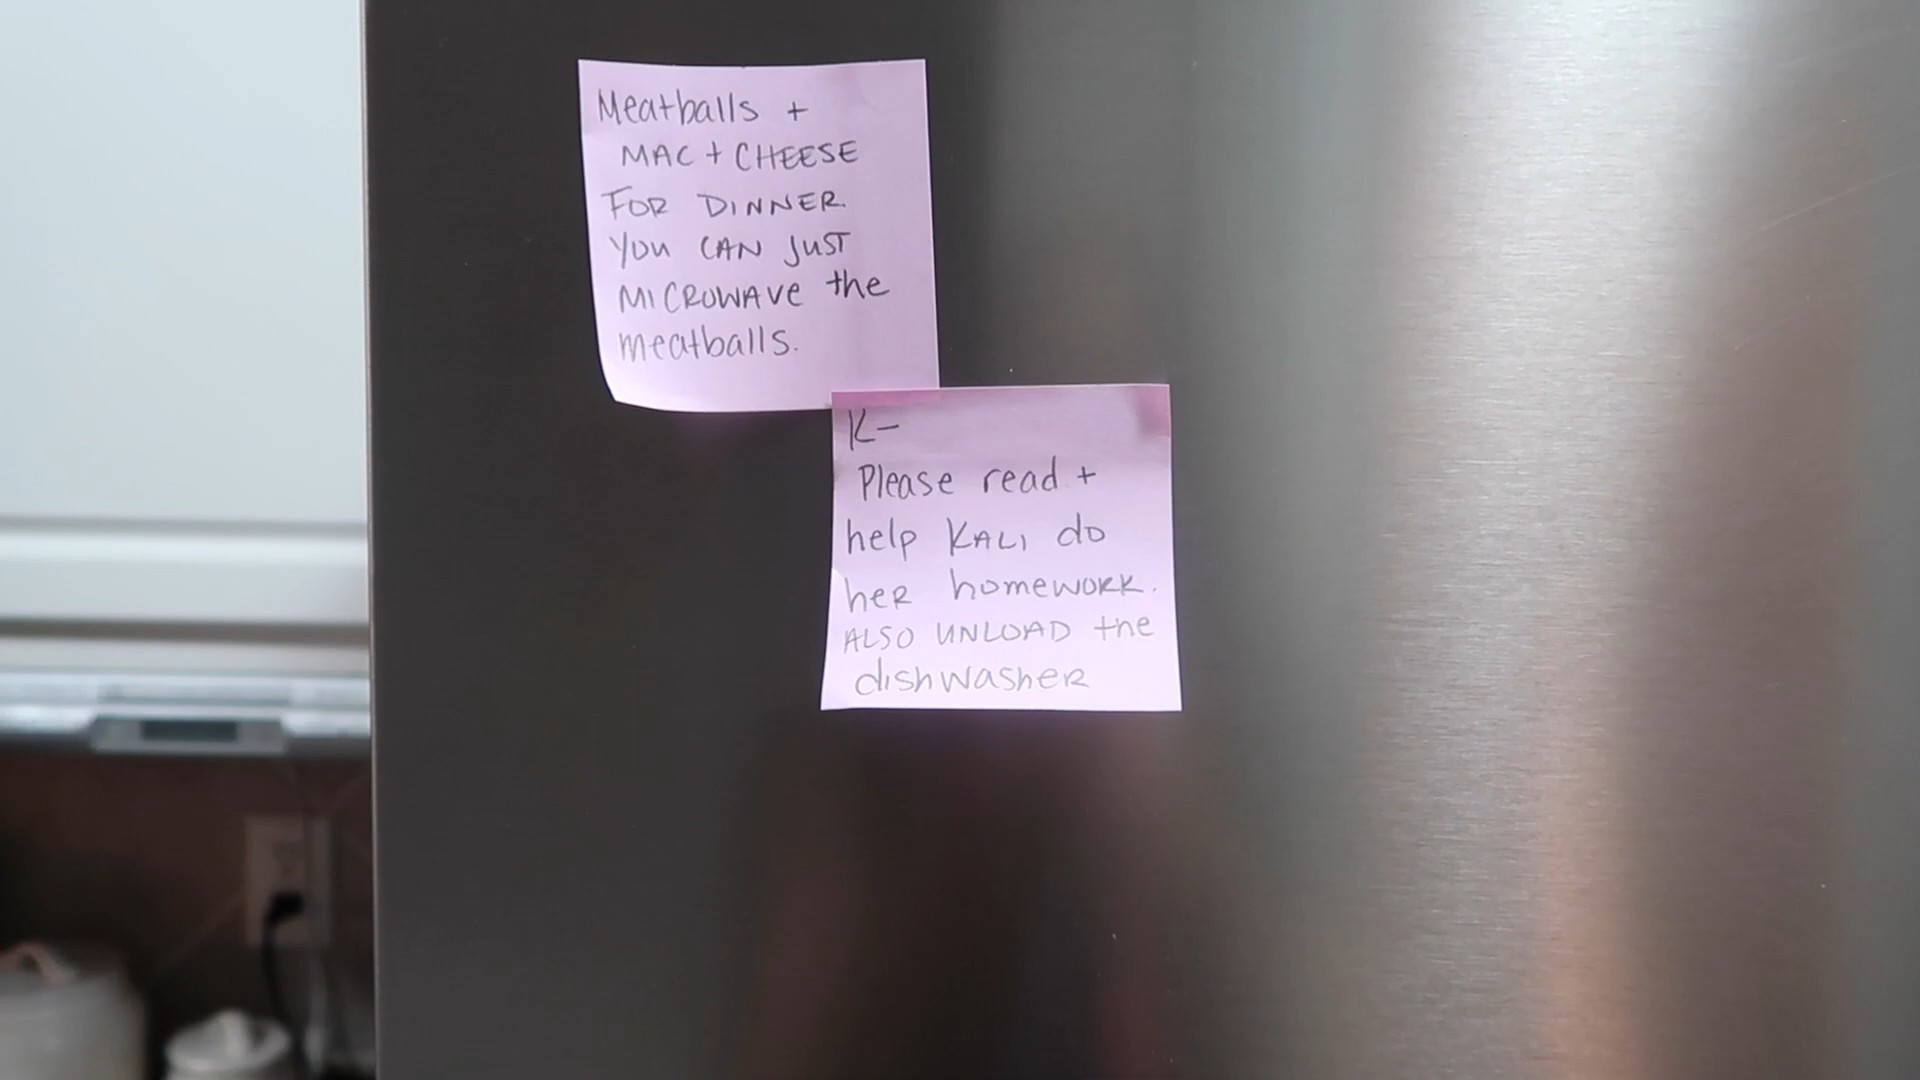 Meatballs +
MAC + CHEESE
FOR DINNER.
YOU CAN JUST
MICROWAVE the
meatballs.
K-
Please read +
help KALI do
her homework.
ALSO UNLOAD the
dishwasher